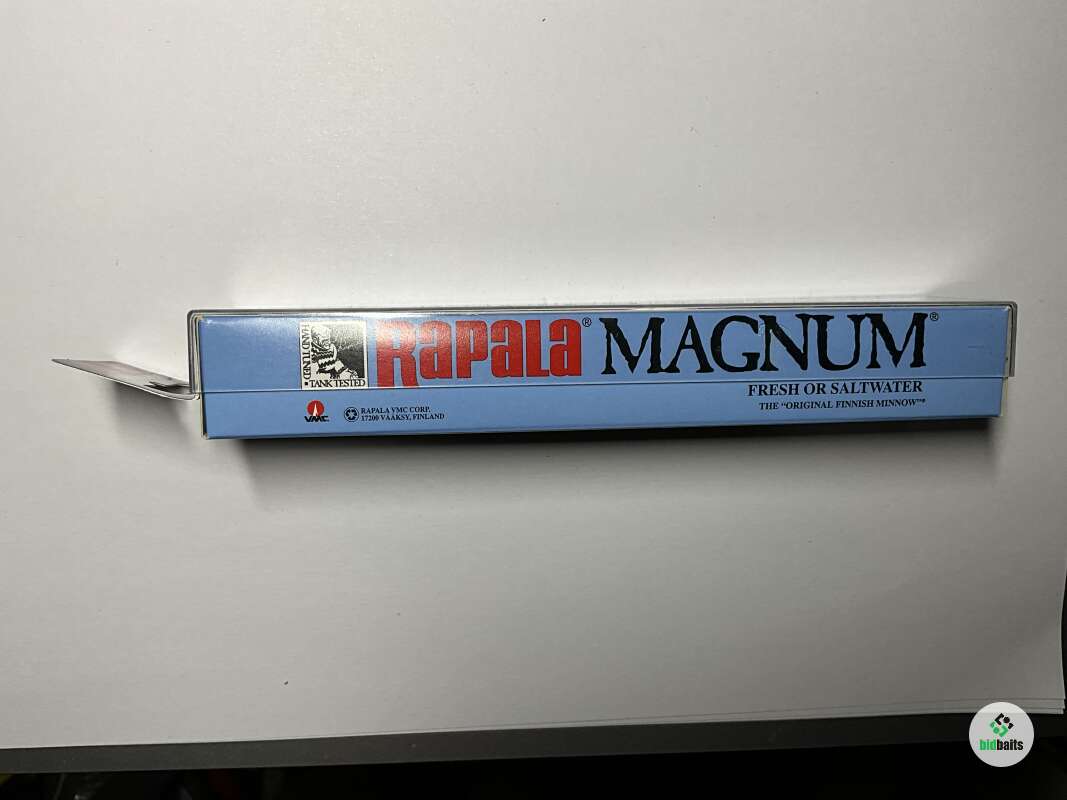 HAND TUNED • TANK TESTED
Rapala® MAGNUM®
FRESH OR SALTWATER
THE "ORIGINAL FINNISH MINNOW"®
VMC
RAPALA VMC CORP.
17200 VÄÄKSY, FINLAND
bidbaits